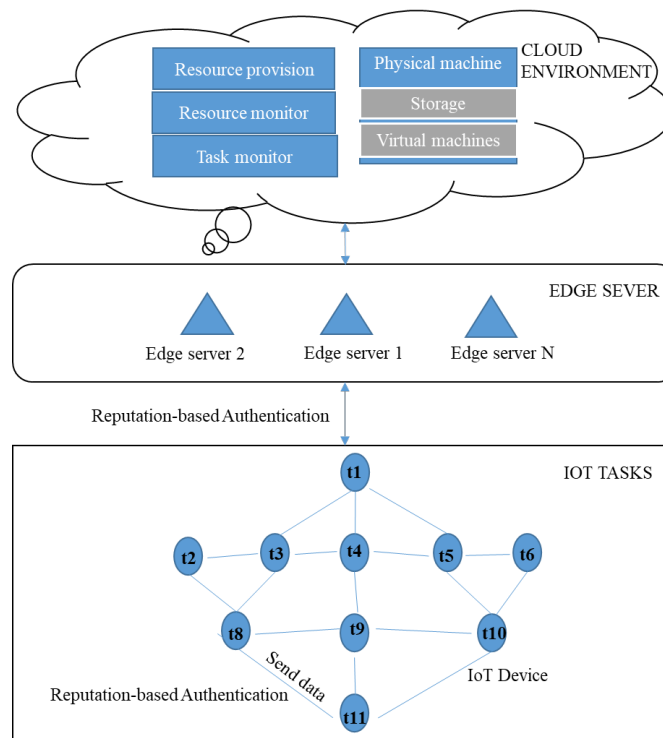 CLOUD
ENVIRONMENT
Resource provision
Resource monitor
Task monitor
Physical machine
Storage
Virtual machines
EDGE SEVER
Edge server 2
Edge server 1
Edge server N
Reputation-based Authentication
IOT TASKS
t1
t2
t3
t4
t5
t6
t8
t9
t10
Send data
IoT Device
Reputation-based Authentication
t11